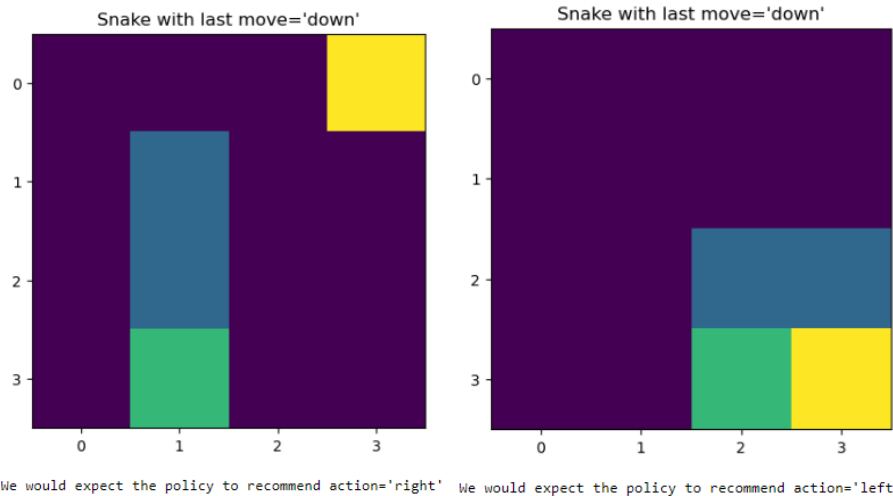 Snake with last move='down'
0
1
2
3
0 1 2 3
We would expect the policy to recommend action='right'
Snake with last move='down'
0
1
2
3
0 1 2 3
We would expect the policy to recommend action='left